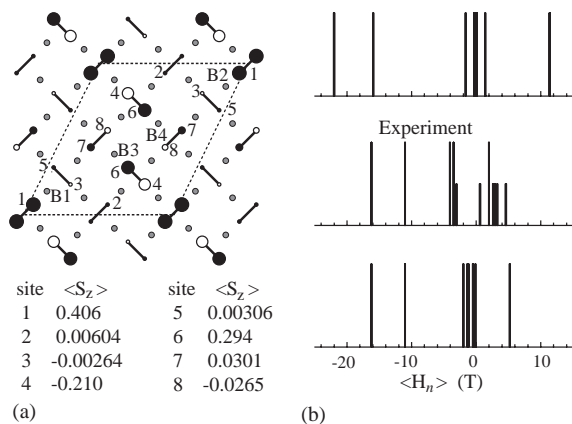 B2 1
2
4
3
6
5
8
B4 7
7
8
B3
5
6
3
4
1 B1
2
site <S_z> site <S_z>
1 0.406 5 0.00306
2 0.00604 6 0.294
3 -0.00264 7 0.0301
4 -0.210 8 -0.0265
(a)
Experiment
-20 -10 0 10
<H_n> (T)
(b)